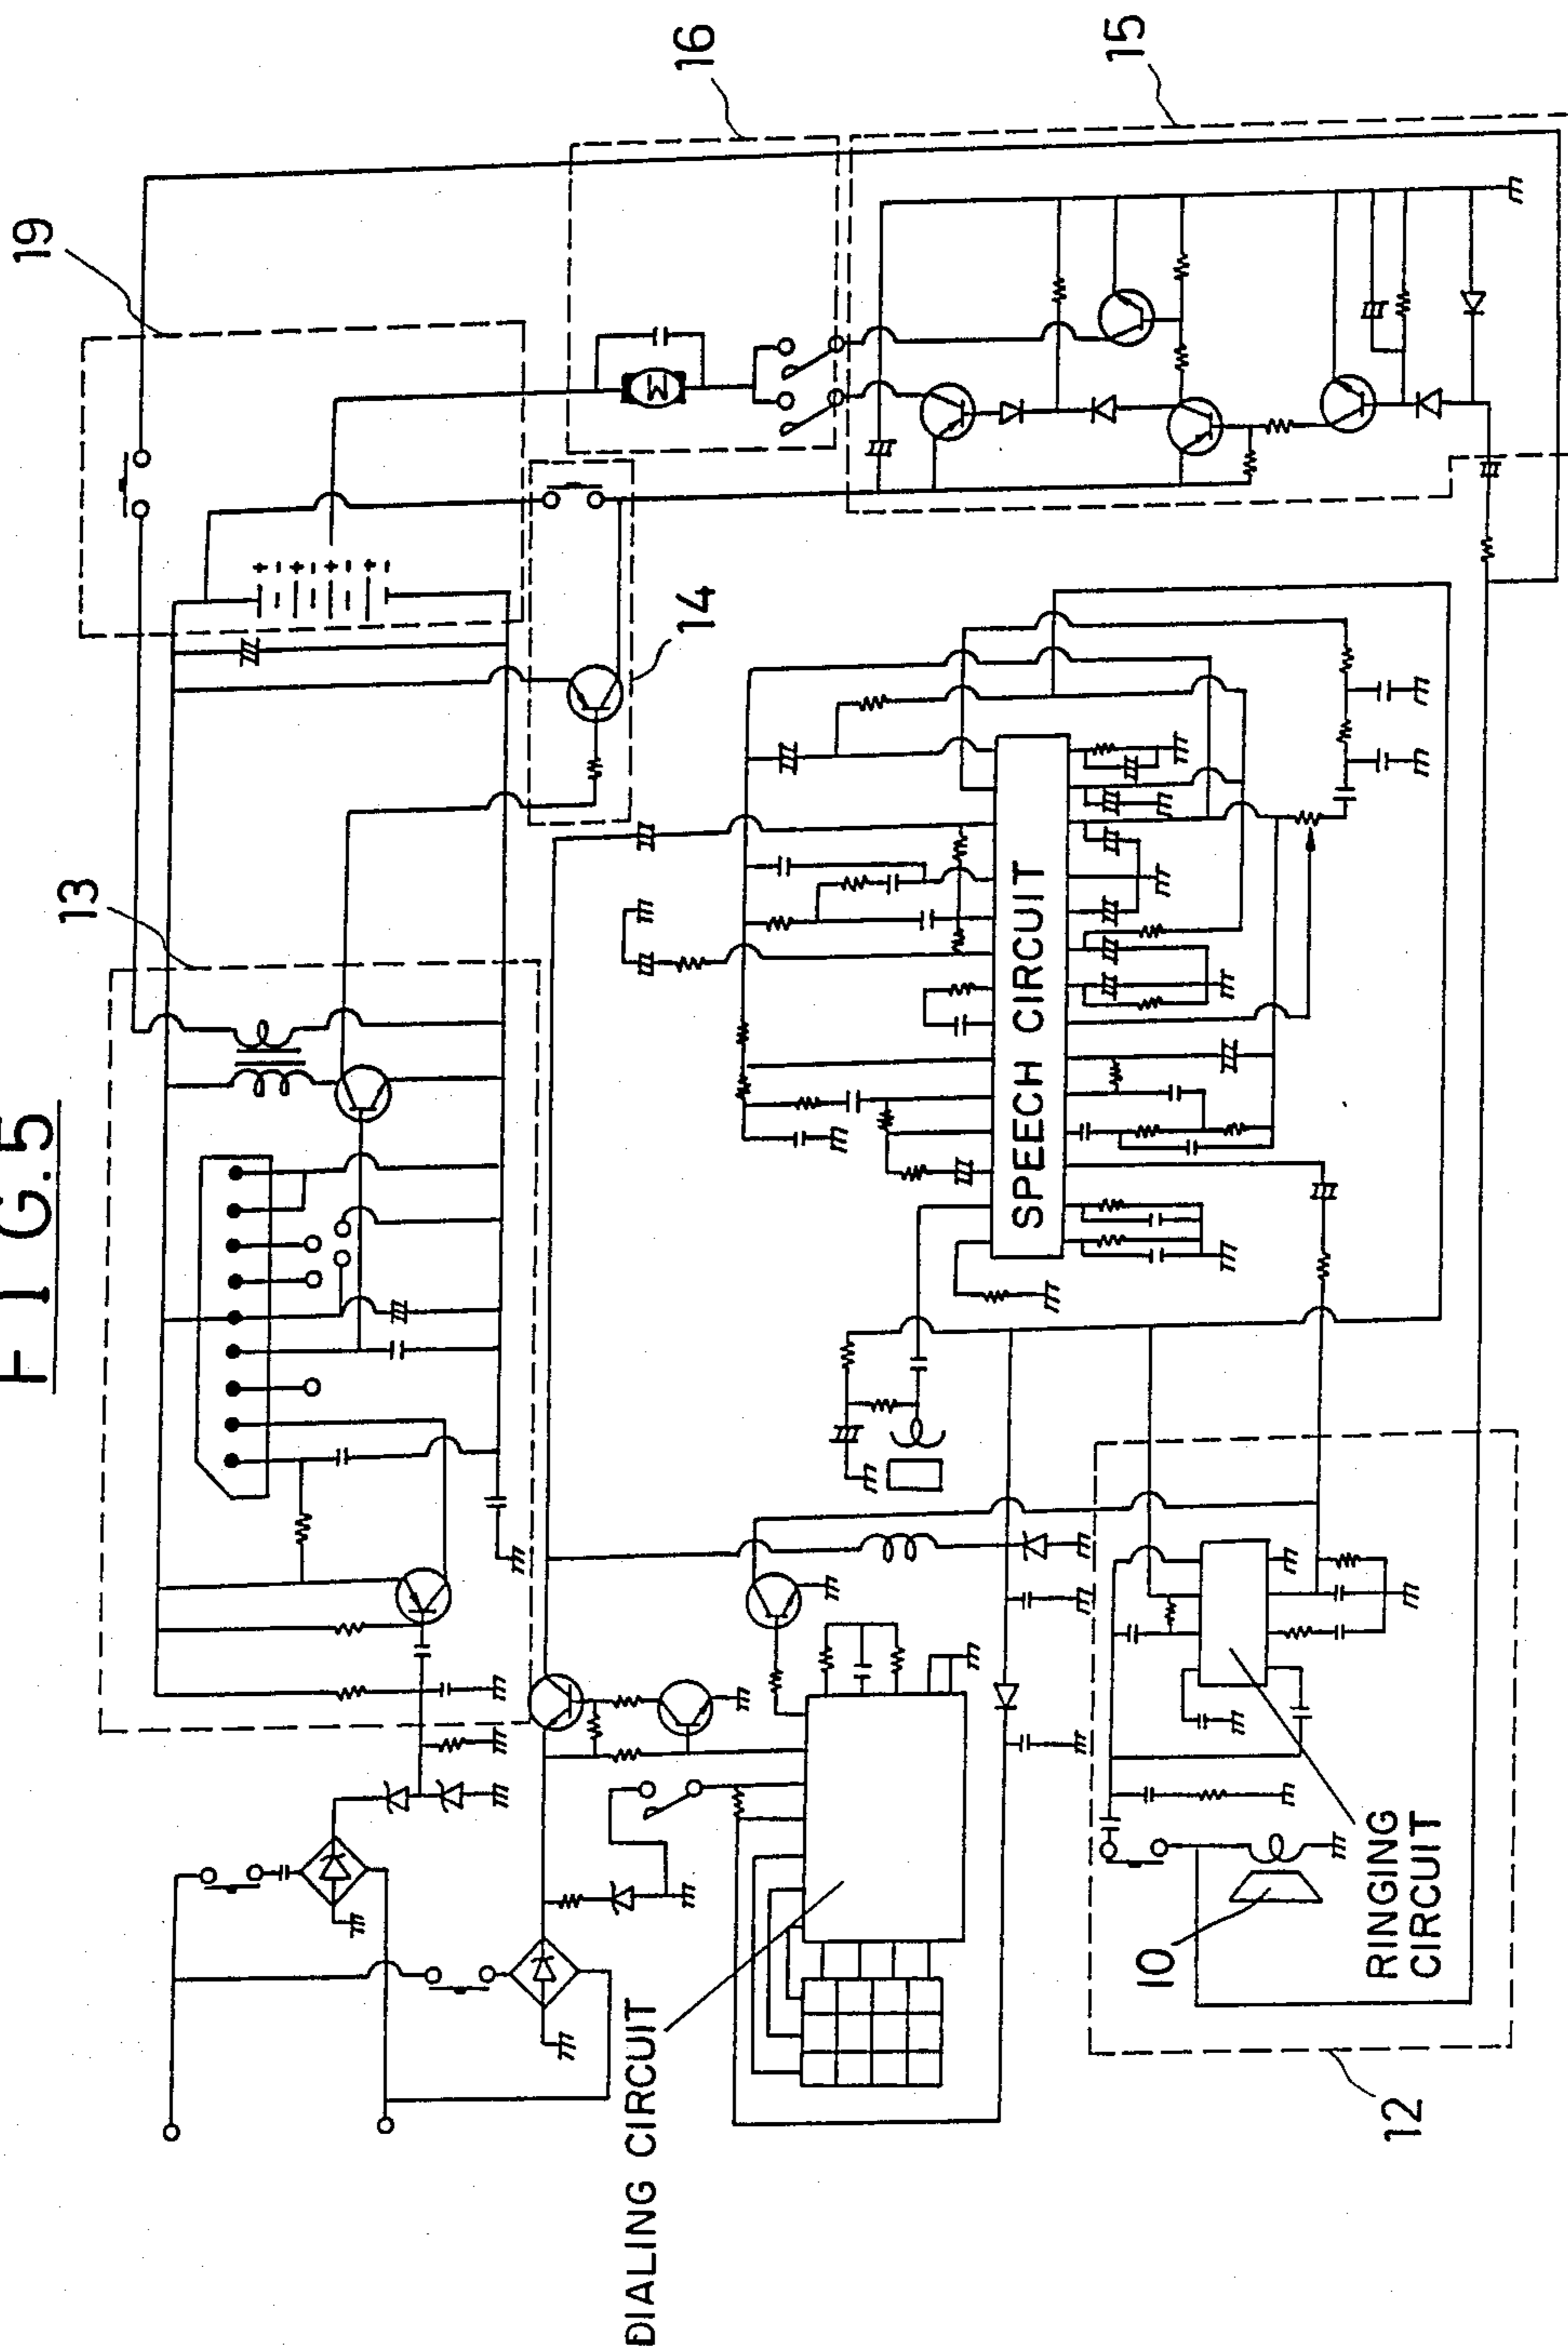 FIG.5
19
13
16
14
15
M
SPEECH CIRCUIT
DIALING CIRCUIT
10
RINGING
CIRCUIT
12